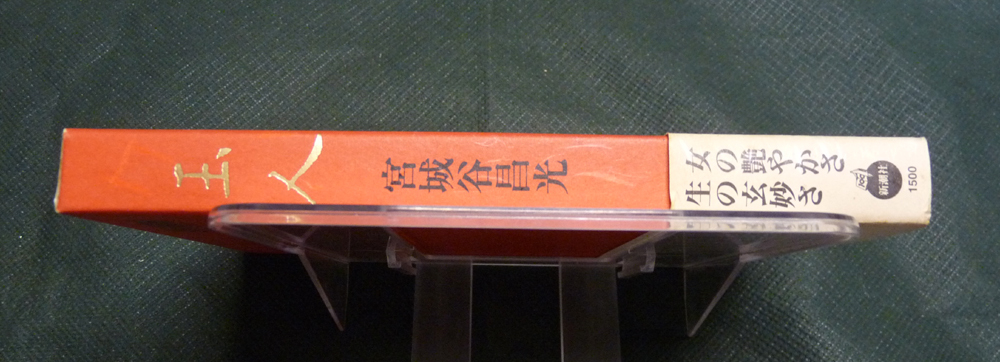 玉人
宮城谷昌光
女の艶やかさ
生の玄妙さ
新潮社
1500